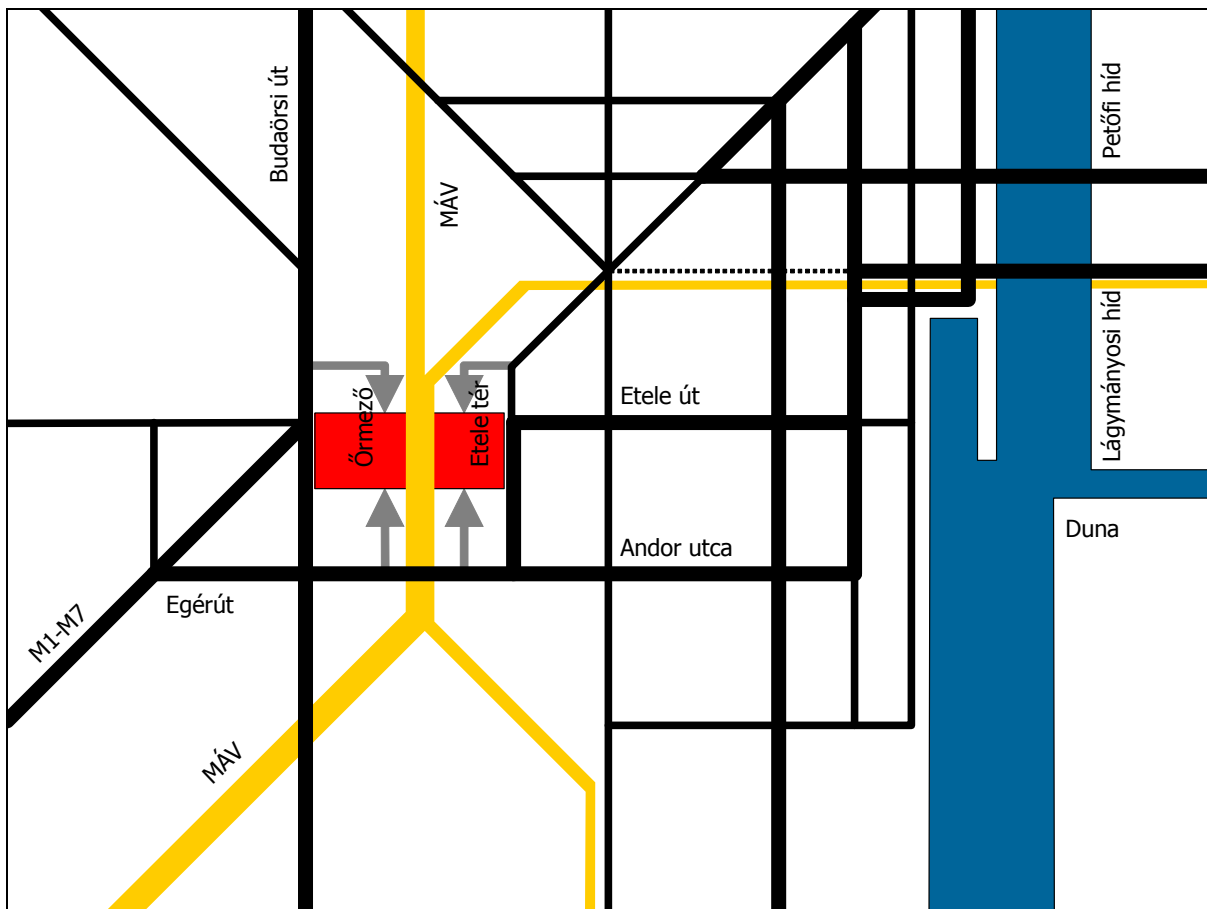 Budaörsi út
MÁV
Petőfi híd
Lágymányosi híd
Őrmező
Etele tér
Etele út
Andor utca
Duna
Egérút
M1-M7
MÁV